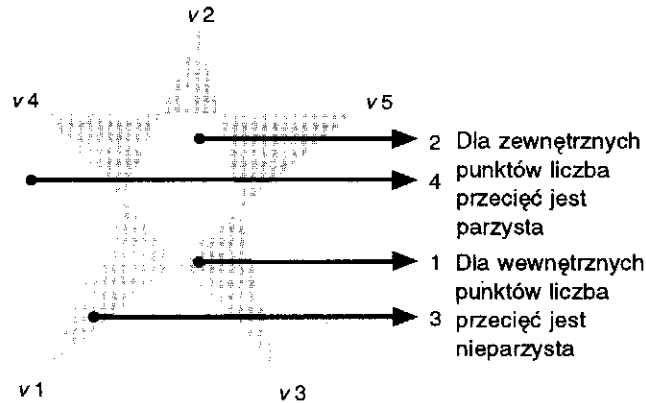 v2
v4
v5
2 Dla zewnętrznych
punktów liczba
4 przecięć jest
parzysta
1 Dla wewnętrznych
punktów liczba
3 przecięć jest
nieparzysta
v1
v3